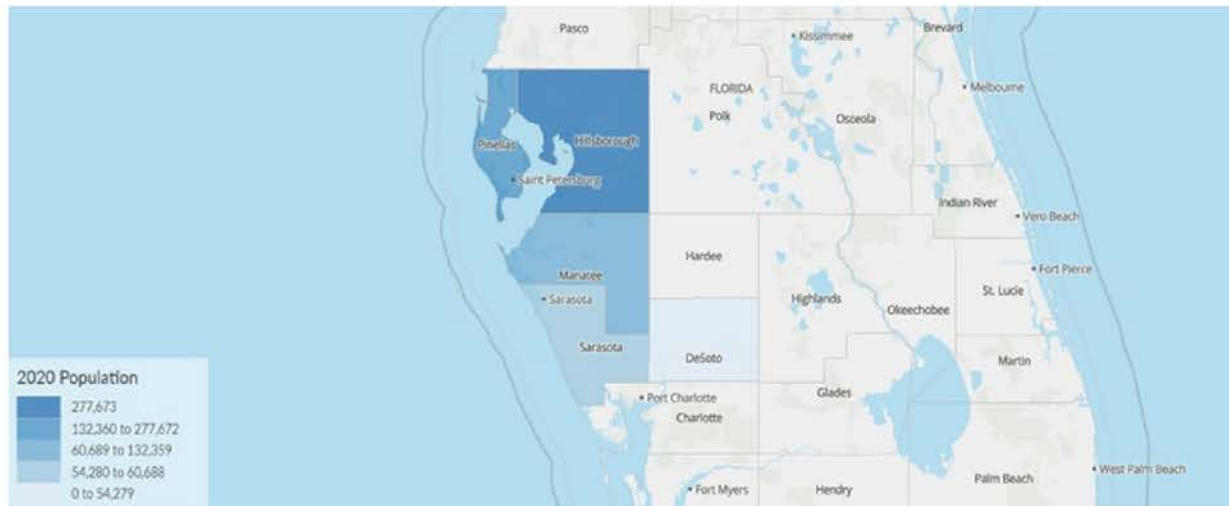 Pasco
Kissimmee
Brevard
FLORIDA
Melbourne
Polk
Osceola
Pinellas
Hillsborough
Saint Petersburg
Indian River
Vero Beach
Hardee
Manatee
Fort Pierce
St. Lucie
Sarasota
Highlands
Okeechobee
Sarasota
DeSoto
Martin
Port Charlotte
Glades
Charlotte
West Palm Beach
Palm Beach
Fort Myers
Hendry
2020 Population
277,673
132,360 to 277,672
60,689 to 132,359
54,280 to 60,688
0 to 54,279